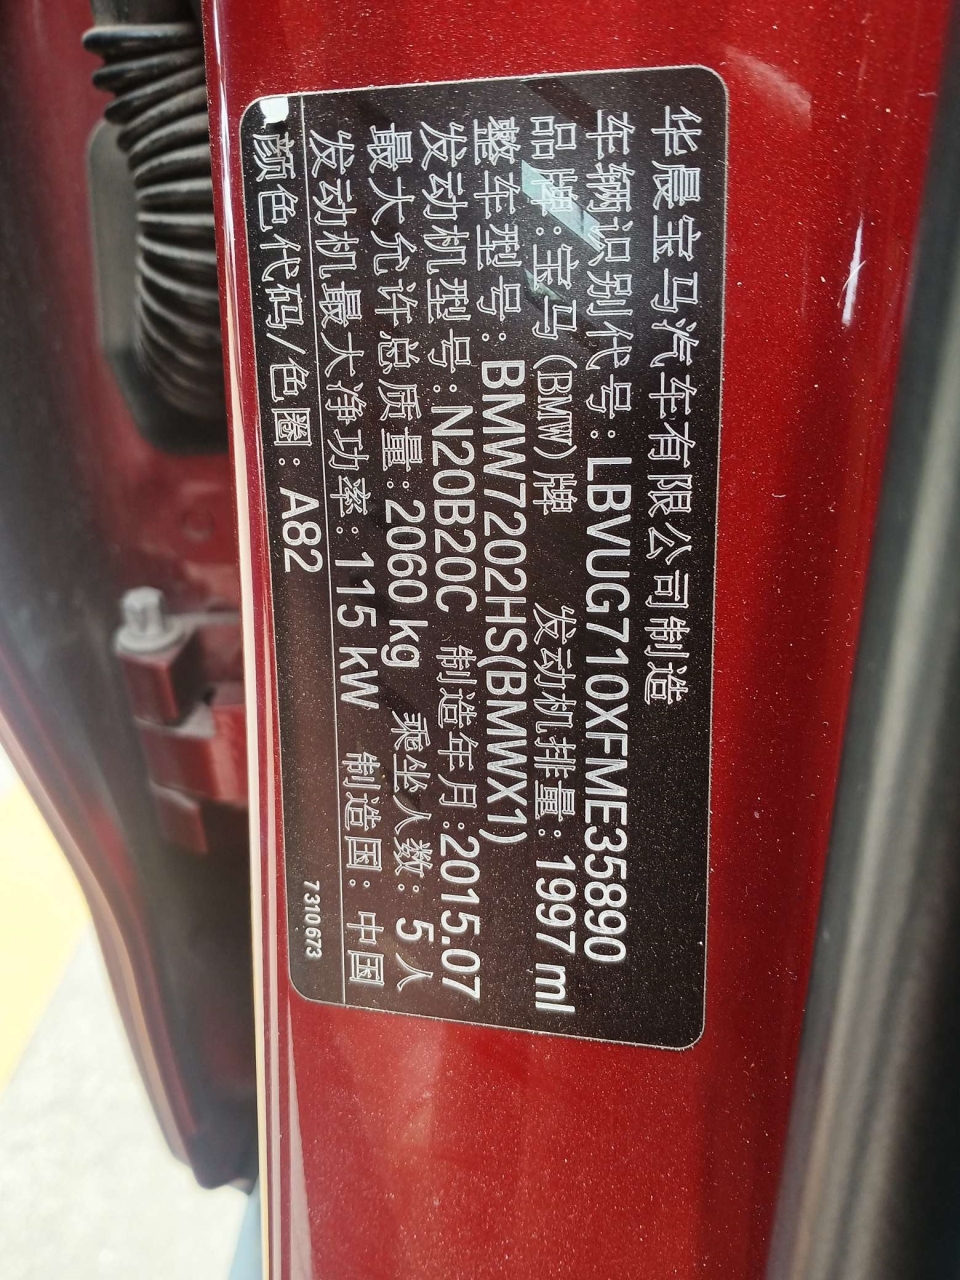 华晨宝马汽车有限公司制造
车辆识别代号:LBVUG710XFME35890
品牌:宝马(BMW)牌 发动机排量:1997 ml
整车型号:BMW7202HS(BMWX1)
发动机型号:N20B20C 制造年月:2015.07
最大允许总质量:2060 kg 乘坐人数:5人
发动机最大净功率:115 kW 制造国:中国
颜色代码/色圈:A82
7310673